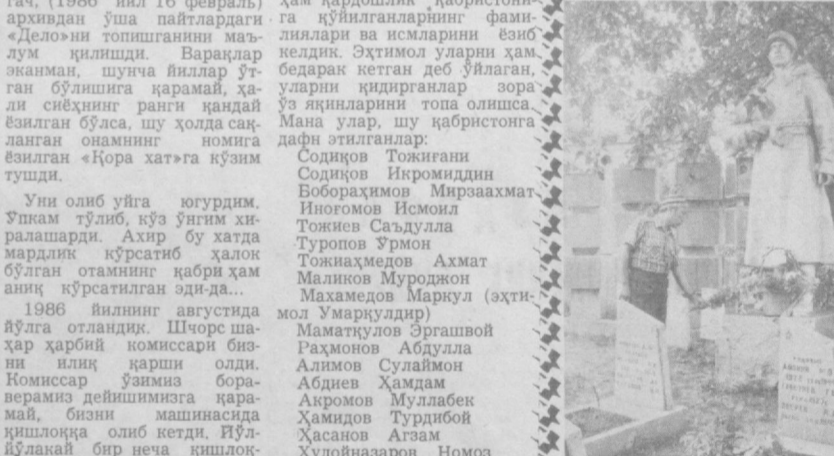 гач, (1986 йил 16 февраль)
архивдан ўша пайтлардаги
«Дело»ни топишганини маъ-
лум қилишди. Варақлар
эканман, шунча йиллар ўт-
ган бўлишига қарамай, ҳа-
ли сиёҳнинг ранги қандай
ёзилган бўлса, шу ҳолда сақ-
ланган онамнинг номига
ёзилган «Қора хат»га кўзим
тушди.
Уни олиб уйга югурдим.
Ўпкам тўлиб, кўз ўнгим хи-
ралашарди. Ахир бу хатда
мардлик кўрсатиб ҳалок
бўлган отамнинг қабри ҳам
аниқ кўрсатилган эди-да...
1986 йилнинг августида
йўлга отландик. Шчорс ша-
ҳар ҳарбий комиссари биз-
ни илиқ қарши олди.
Комиссар ўзимиз бора-
верамиз дейишимизга қара-
май, бизни машинасида
қишлоққа олиб кетди. Йўл-
йўлакай бир неча қишлоқ-
ҳам қардошлик қабристони-
га қўйилганларнинг фами-
лиялари ва исмларини ёзиб
келдик. Эҳтимол уларни ҳам
бедарак кетган деб ўйлаган,
уларни қидирганлар зора
ўз яқинларини топа олишса.
Мана улар, шу қабристонга
дафн этилганлар:
Содиқов Тожиғани
Содиқов Икромиддин
Боборахимов Мирзаахмат
Иногомов Исмоил
Тожиев Саъдулла
Туропов Ўрмон
Тожиаҳмедов Ахмат
Маликов Муроджон
Махамедов Маркул (эҳти-
мол Умарқулдир)
Маматқулов Эргашвой
Раҳмонов Абдулла
Алимов Сулаймон
Абдиев Ҳамдам
Акромов Муллабек
Ҳамидов Турдибой
Ҳасанов Агзам
Худойназаров Номоз